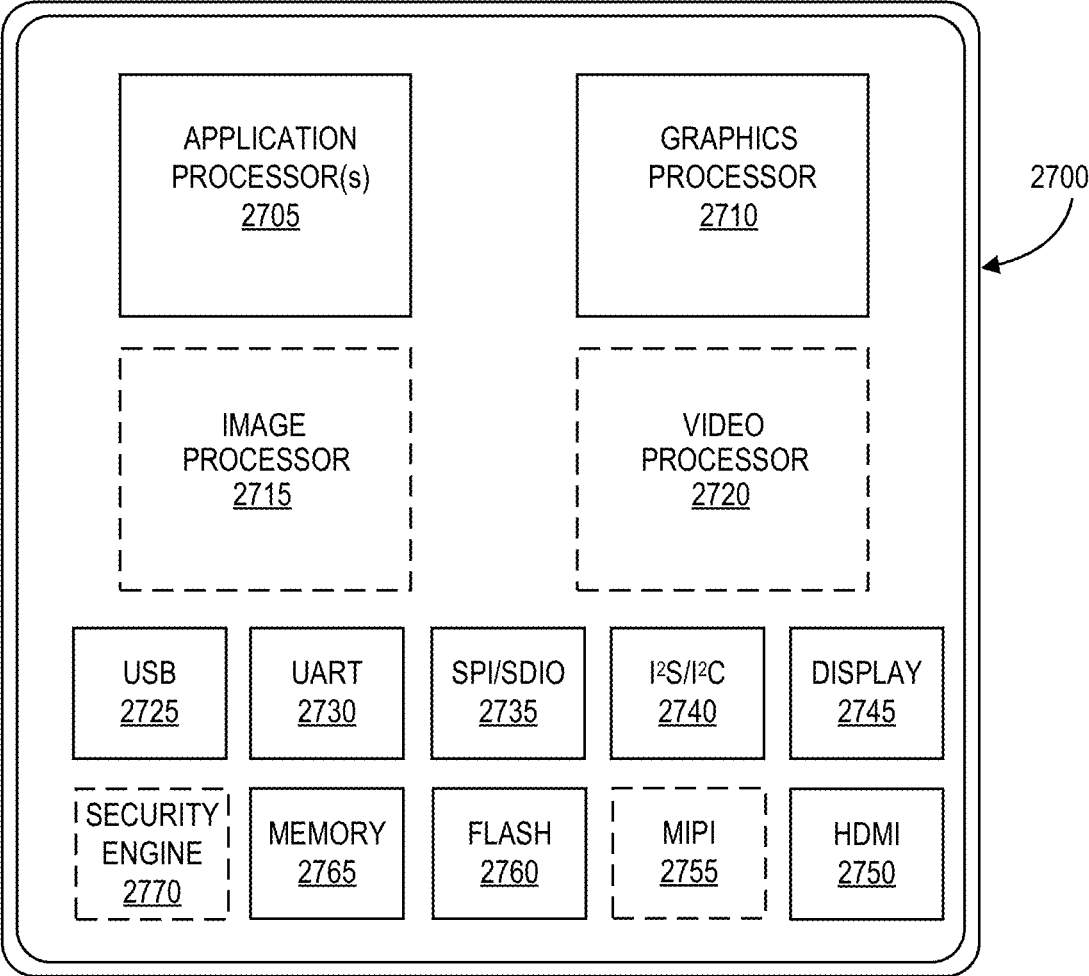 APPLICATION
PROCESSOR(s)
2705
GRAPHICS
PROCESSOR
2710
2700
IMAGE
PROCESSOR
2715
VIDEO
PROCESSOR
2720
USB
2725
UART
2730
SPI/SDIO
2735
I²S/I²C
2740
DISPLAY
2745
SECURITY
ENGINE
2770
MEMORY
2765
FLASH
2760
MIPI
2755
HDMI
2750